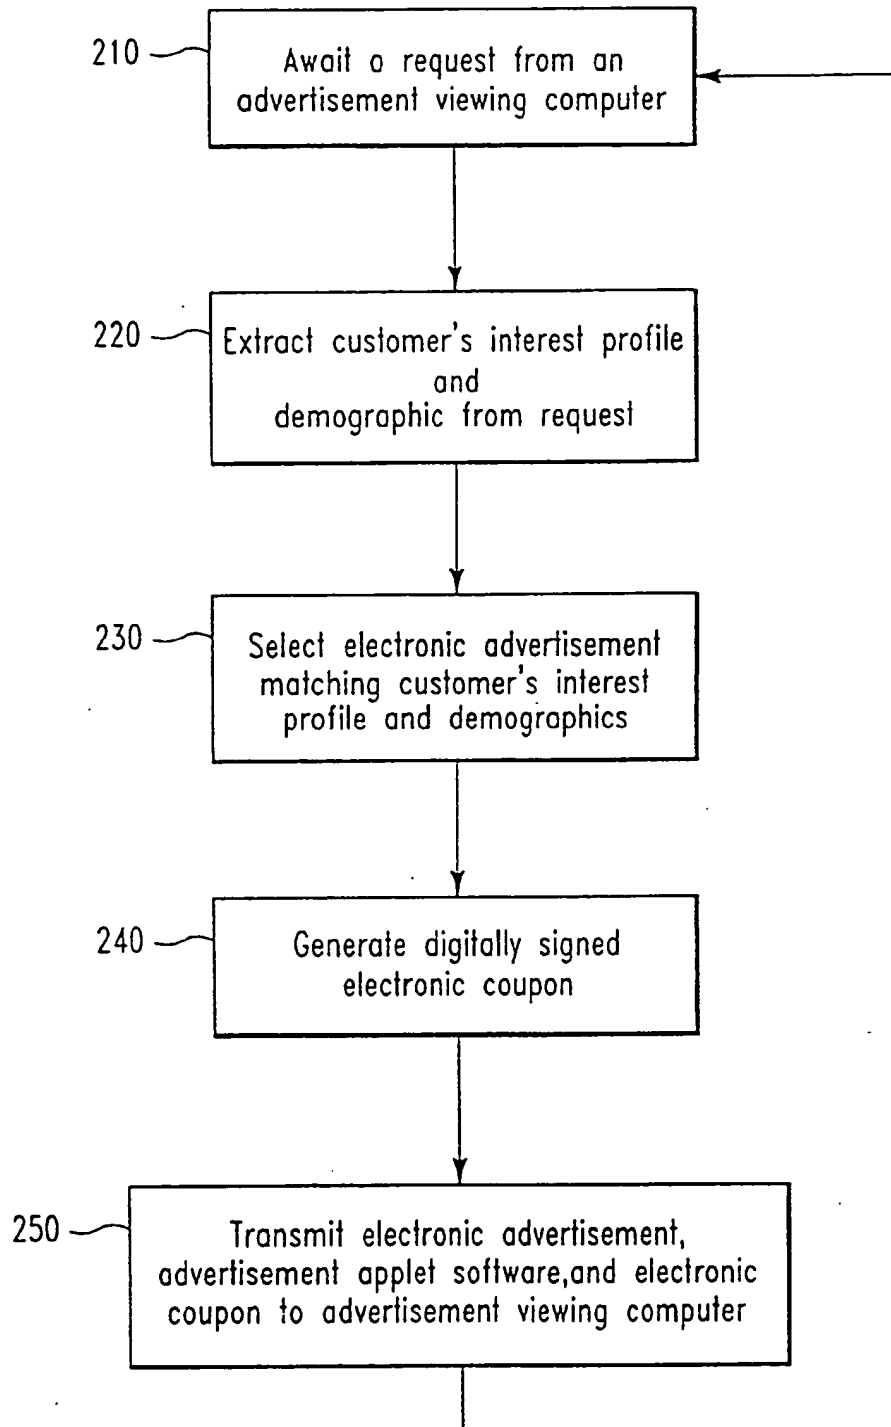 210
Await a request from an
advertisement viewing computer
220
Extract customer's interest profile
and
demographic from request
230
Select electronic advertisement
matching customer's interest
profile and demographics
240
Generate digitally signed
electronic coupon
250
Transmit electronic advertisement,
advertisement applet software,and electronic
coupon to advertisement viewing computer